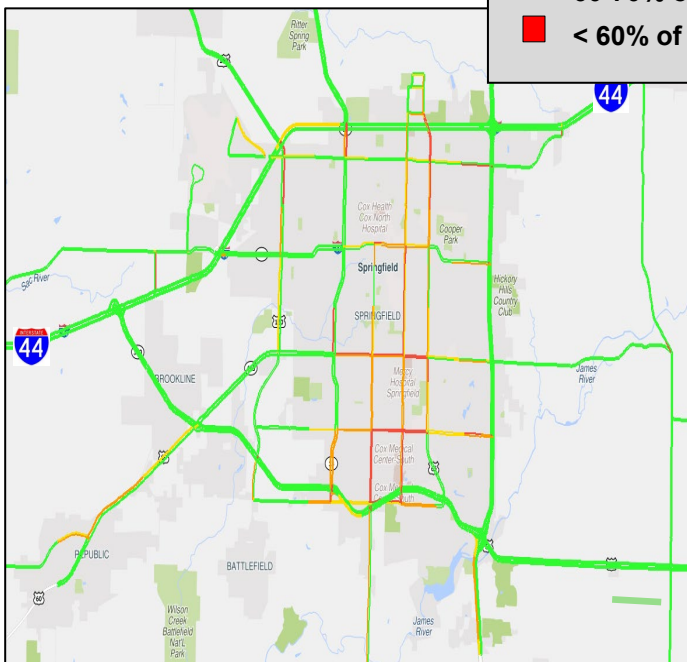 < 60% of
Ritter
Spring
Park
44
Cox Health
Cox North
Hospital
Cooper
Park
Springfield
Hickory
Hills
Country
Club
Sac River
SPRINGFIELD
INTERSTATE
44
BROOKLINE
Mercy
Hospital
Springfield
James
River
Cox Medical
Center South
REPUBLIC
BATTLEFIELD
60
Wilson
Creek
Battlefield
Nat'L
Park
James
River